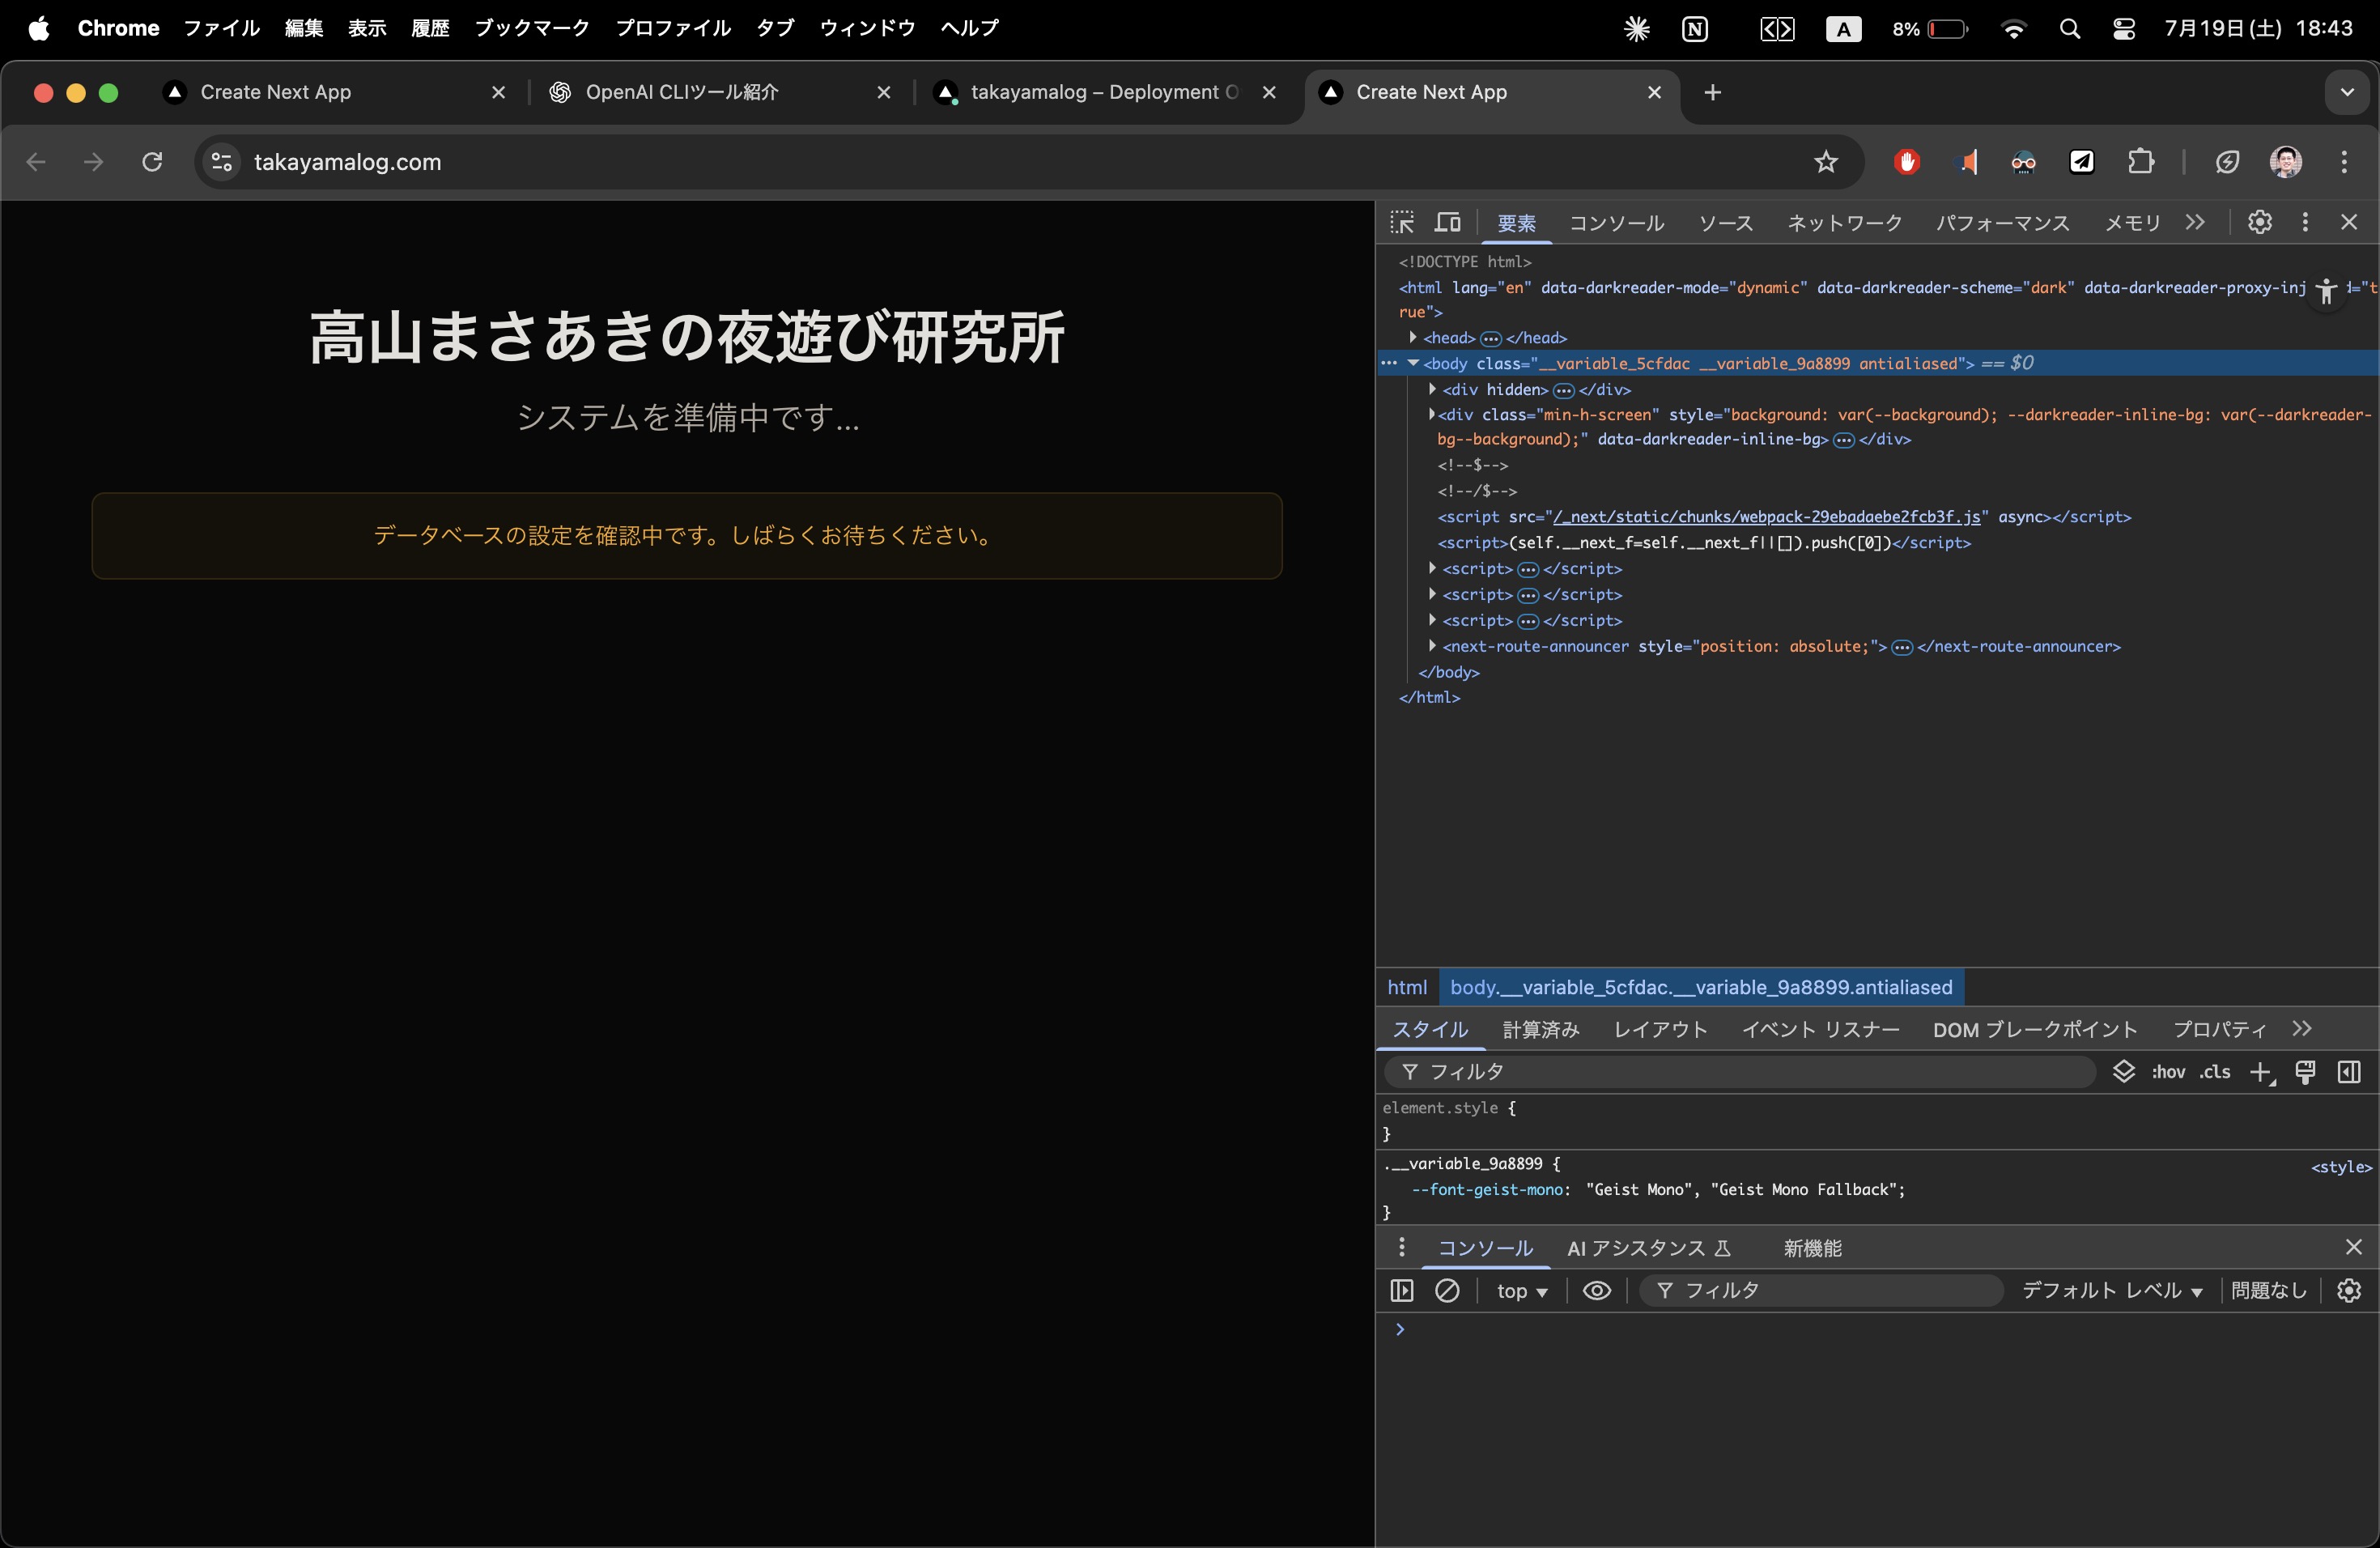 Chrome ファイル 編集 表示 履歴 ブックマーク プロファイル タブ ウィンドウ ヘルプ A 8% 7月19日(土) 18:43
Create Next App OpenAI CLIツール紹介 takayamalog – Deployment O Create Next App
takayamalog.com
高山まさあきの夜遊び研究所
システムを準備中です...
データベースの設定を確認中です。しばらくお待ちください。
要素 コンソール ソース ネットワーク パフォーマンス メモリ
<!DOCTYPE html>
<html lang="en" data-darkreader-mode="dynamic" data-darkreader-scheme="dark" data-darkreader-proxy-inj d="t
rue">
<head> ⋯ </head>
<body class="__variable_5cfdac __variable_9a8899 antialiased"> == $0
<div hidden> ⋯ </div>
<div class="min-h-screen" style="background: var(--background); --darkreader-inline-bg: var(--darkreader-
bg--background);" data-darkreader-inline-bg> ⋯ </div>
<!--$-->
<!--/$-->
<script src="/_next/static/chunks/webpack-29ebadaebe2fcb3f.js" async></script>
<script>(self.__next_f=self.__next_f||[]).push([0])</script>
<script> ⋯ </script>
<script> ⋯ </script>
<script> ⋯ </script>
<next-route-announcer style="position: absolute;"> ⋯ </next-route-announcer>
</body>
</html>
html body.__variable_5cfdac.__variable_9a8899.antialiased
スタイル 計算済み レイアウト イベント リスナー DOM ブレークポイント プロパティ
フィルタ :hov .cls
element.style {
}
.__variable_9a8899 { <style>
--font-geist-mono: "Geist Mono", "Geist Mono Fallback";
}
コンソール AI アシスタンス 新機能
top フィルタ デフォルト レベル 問題なし